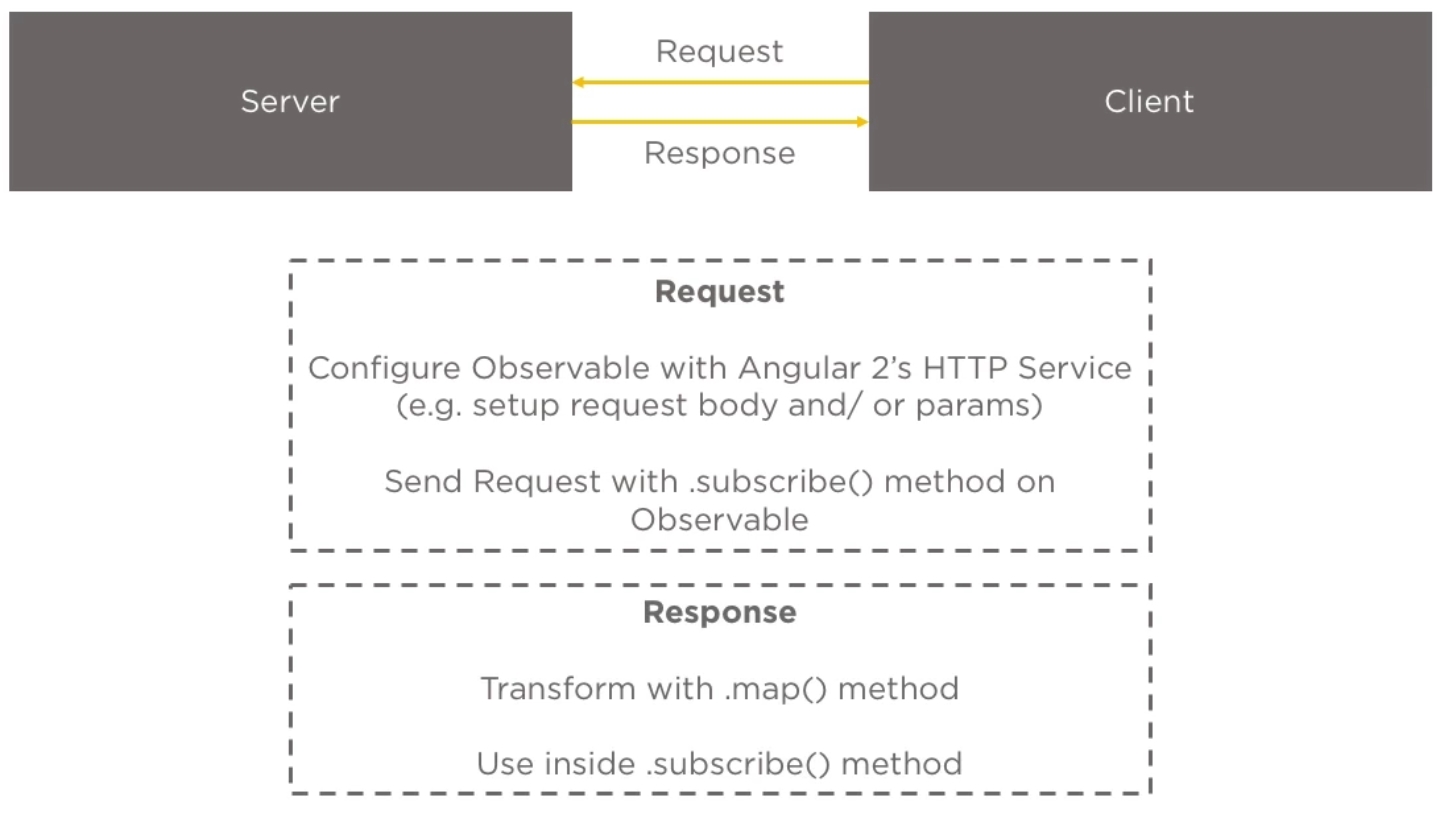 Server
Request
Response
Client
Request
Configure Observable with Angular 2's HTTP Service
(e.g. setup request body and/ or params)
Send Request with .subscribe() method on
Observable
Response
Transform with .map() method
Use inside .subscribe() method